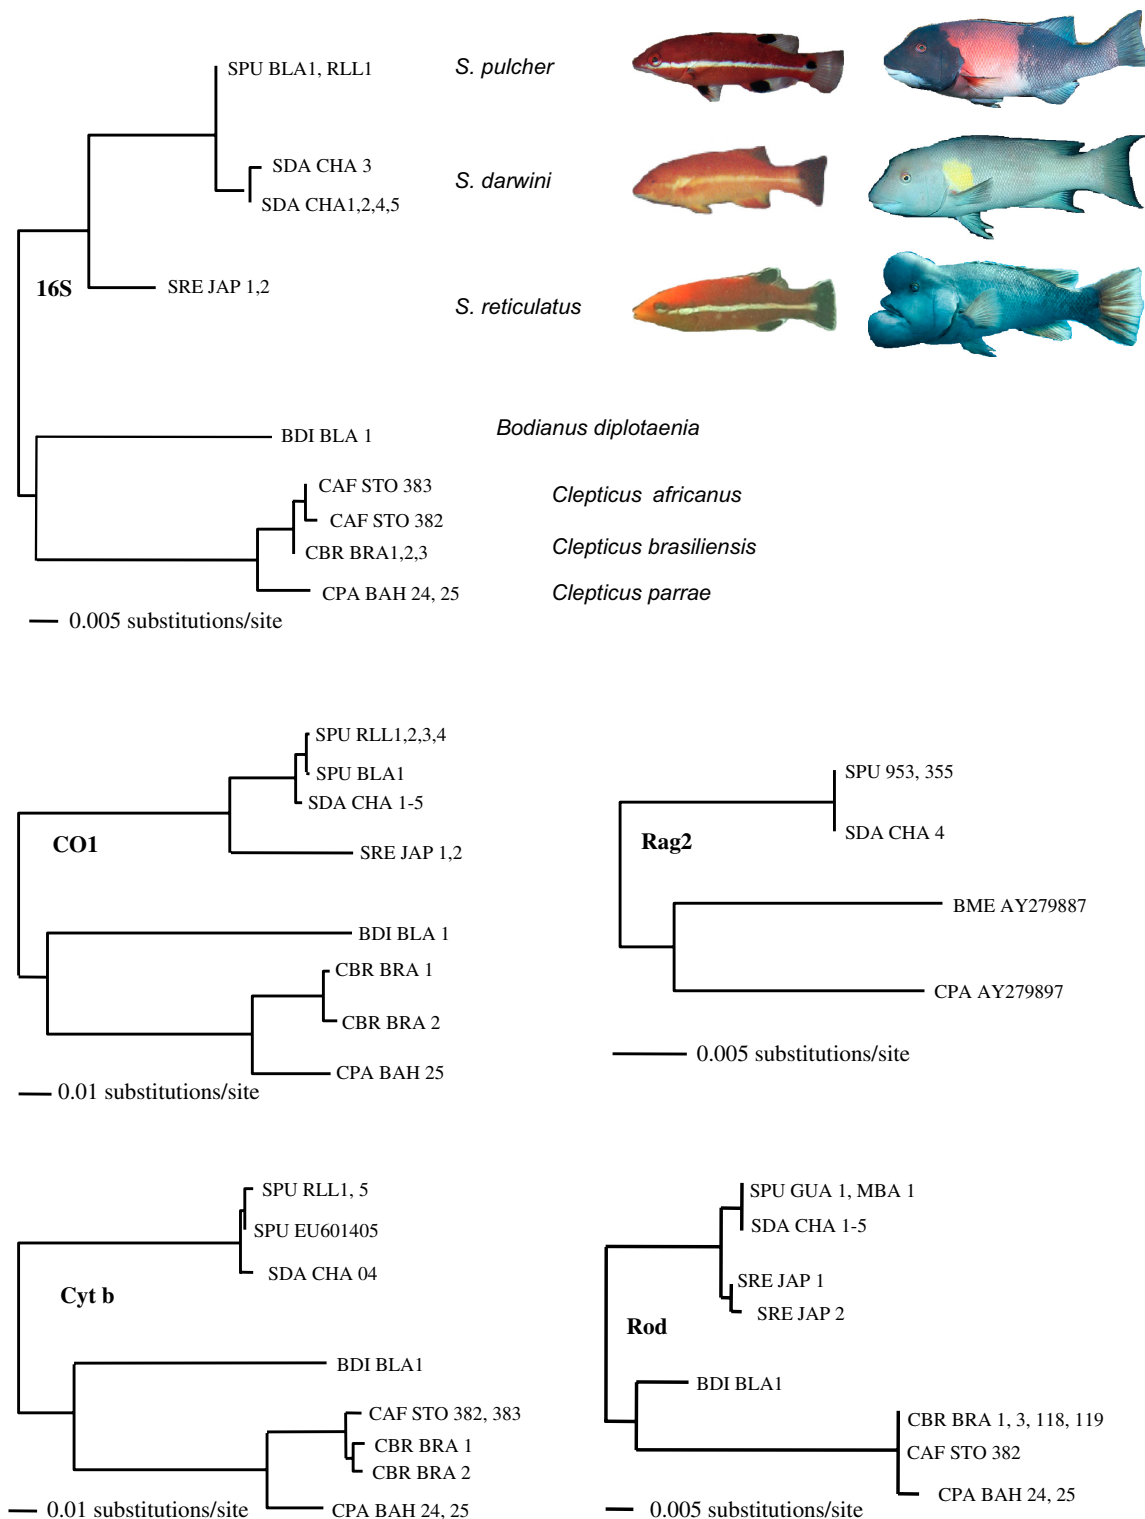 SPU BLA1, RLL1
S. pulcher
SDA CHA 3
S. darwini
SDA CHA1,2,4,5
16S
SRE JAP 1,2
S. reticulatus
BDI BLA 1
Bodianus diplotaenia
CAF STO 383
Clepticus africanus
CAF STO 382
CBR BRA1,2,3
Clepticus brasiliensis
CPA BAH 24, 25
Clepticus parrae
0.005 substitutions/site
SPU RLL1,2,3,4
SPU BLA1
SDA CHA 1-5
CO1
SRE JAP 1,2
BDI BLA 1
CBR BRA 1
CBR BRA 2
CPA BAH 25
0.01 substitutions/site
SPU 953, 355
SDA CHA 4
Rag2
BME AY279887
CPA AY279897
0.005 substitutions/site
SPU RLL1, 5
SPU EU601405
SDA CHA 04
Cyt b
BDI BLA1
CAF STO 382, 383
CBR BRA 1
CBR BRA 2
CPA BAH 24, 25
0.01 substitutions/site
SPU GUA 1, MBA 1
SDA CHA 1-5
SRE JAP 1
SRE JAP 2
Rod
BDI BLA1
CBR BRA 1, 3, 118, 119
CAF STO 382
CPA BAH 24, 25
0.005 substitutions/site